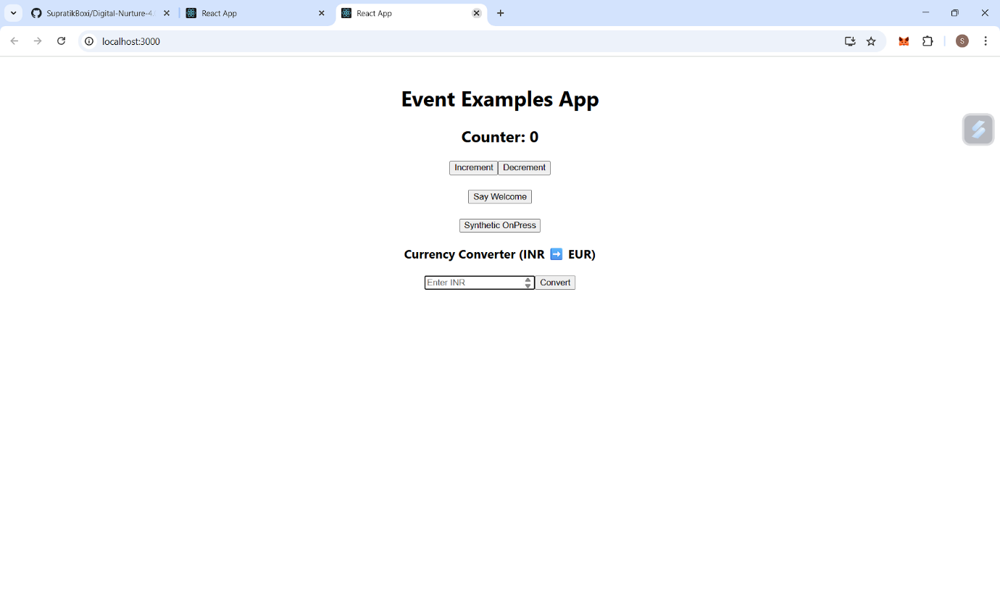 SupratikBoxi/Digital-Nurture-4. React App React App
localhost:3000 S
Event Examples App
Counter: 0
Increment Decrement
Say Welcome
Synthetic OnPress
Currency Converter (INR ➡️ EUR)
Enter INR Convert